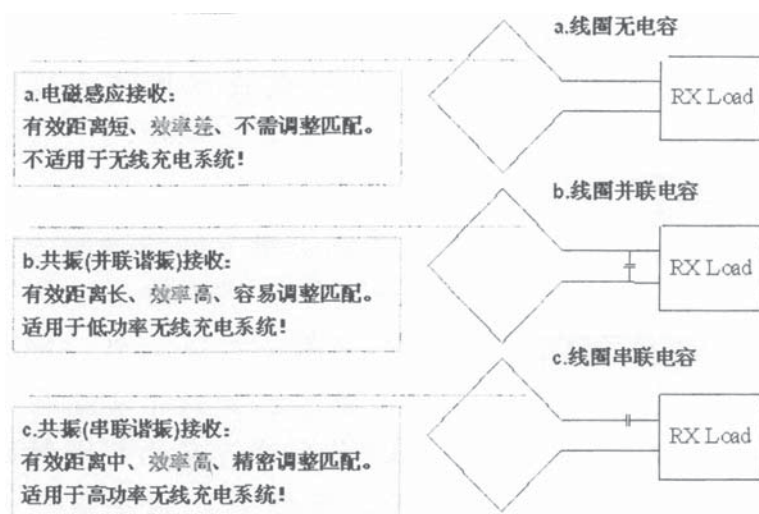 a.线圈无电容
RX Load
a.电磁感应接收：
有效距离短、效率差、不需调整匹配。
不适用于无线充电系统！
b.线圈并联电容
RX Load
b.共振(并联谐振)接收：
有效距离长、效率高、容易调整匹配。
适用于低功率无线充电系统！
c.线圈串联电容
RX Load
c.共振(串联谐振)接收：
有效距离中、效率高、精密调整匹配。
适用于高功率无线充电系统！